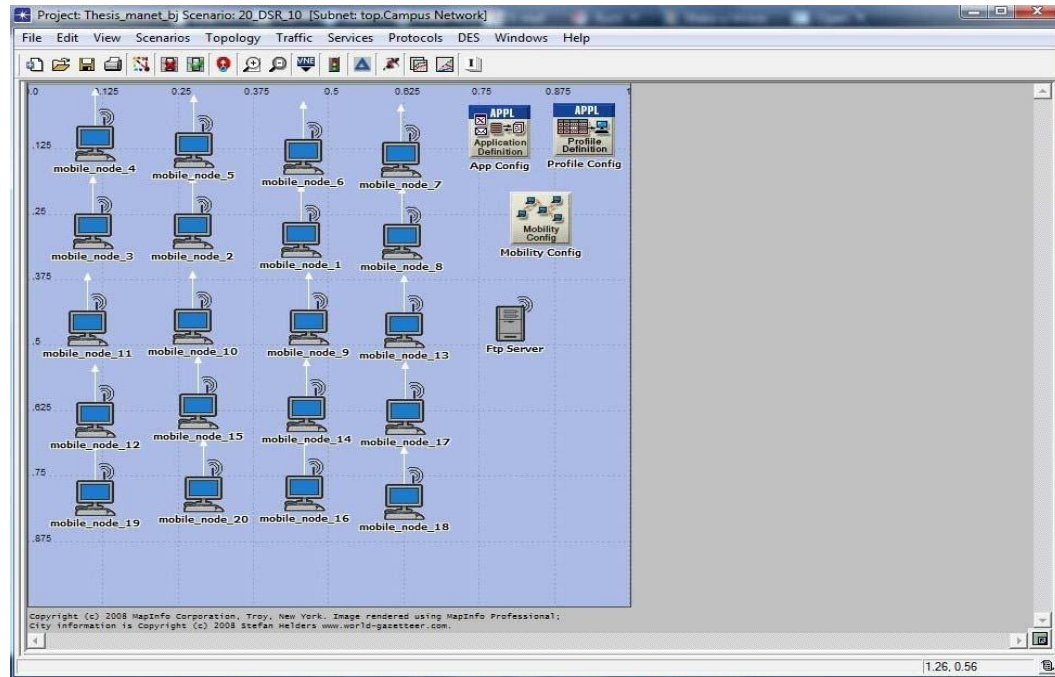 Project: Thesis_manet_bj Scenario: 20_DSR_10 [Subnet: top.Campus Network]
File Edit View Scenarios Topology Traffic Services Protocols DES Windows Help
0.0 0.125 0.25 0.375 0.5 0.625 0.75 0.875 1
APPL
Application
Definition
App Config
APPL
Profile
Definition
Profile Config
.125
mobile_node_4 mobile_node_5 mobile_node_6 mobile_node_7
.25
Mobility
Config
Mobility Config
mobile_node_3 mobile_node_2 mobile_node_1 mobile_node_8
.375
.5
mobile_node_11 mobile_node_10 mobile_node_9 mobile_node_13
Ftp Server
.625
mobile_node_12 mobile_node_15 mobile_node_14 mobile_node_17
.75
mobile_node_19 mobile_node_20 mobile_node_16 mobile_node_18
.875
Copyright (c) 2008 MapInfo Corporation, Troy, New York. Image rendered using MapInfo Professional;
City information is Copyright (c) 2008 Stefan Helders www.world-gazetteer.com.
1.26, 0.56